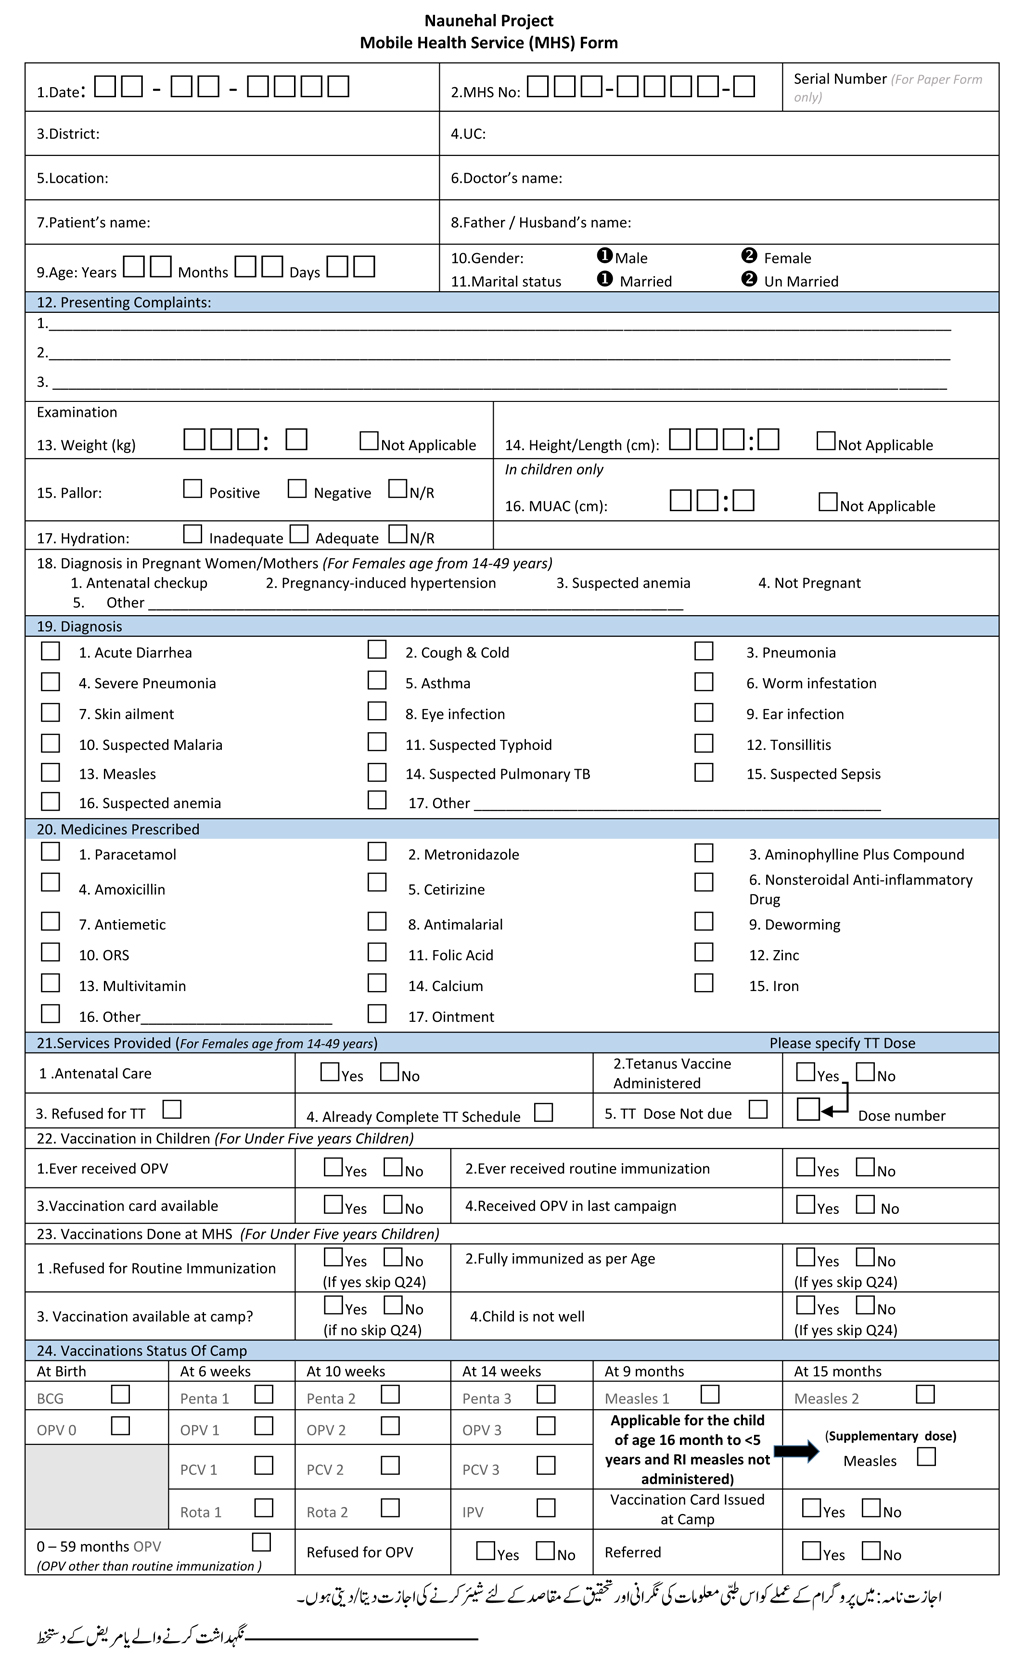 Naunehal Project
Mobile Health Service (MHS) Form
1.Date: - -
2.MHS No: - -
Serial Number (For Paper Form only)
3.District:
4.UC:
5.Location:
6.Doctor’s name:
7.Patient’s name:
8.Father / Husband’s name:
9.Age: Years Months Days
10.Gender: ❶Male ❷ Female
11.Marital status ❶ Married ❷ Un Married
12. Presenting Complaints:
1.
2.
3.
Examination
13. Weight (kg) : Not Applicable
14. Height/Length (cm): : Not Applicable
15. Pallor: Positive Negative N/R
In children only
16. MUAC (cm): : Not Applicable
17. Hydration: Inadequate Adequate N/R
18. Diagnosis in Pregnant Women/Mothers (For Females age from 14-49 years)
1. Antenatal checkup 2. Pregnancy-induced hypertension 3. Suspected anemia 4. Not Pregnant
5. Other
19. Diagnosis
1. Acute Diarrhea 2. Cough & Cold 3. Pneumonia
4. Severe Pneumonia 5. Asthma 6. Worm infestation
7. Skin ailment 8. Eye infection 9. Ear infection
10. Suspected Malaria 11. Suspected Typhoid 12. Tonsillitis
13. Measles 14. Suspected Pulmonary TB 15. Suspected Sepsis
16. Suspected anemia 17. Other
20. Medicines Prescribed
1. Paracetamol 2. Metronidazole 3. Aminophylline Plus Compound
4. Amoxicillin 5. Cetirizine 6. Nonsteroidal Anti-inflammatory Drug
7. Antiemetic 8. Antimalarial 9. Deworming
10. ORS 11. Folic Acid 12. Zinc
13. Multivitamin 14. Calcium 15. Iron
16. Other 17. Ointment
21.Services Provided (For Females age from 14-49 years) Please specify TT Dose
1 .Antenatal Care Yes No 2.Tetanus Vaccine Administered Yes No
3. Refused for TT 4. Already Complete TT Schedule 5. TT Dose Not due Dose number
22. Vaccination in Children (For Under Five years Children)
1.Ever received OPV Yes No 2.Ever received routine immunization Yes No
3.Vaccination card available Yes No 4.Received OPV in last campaign Yes No
23. Vaccinations Done at MHS (For Under Five years Children)
1 .Refused for Routine Immunization Yes No (If yes skip Q24) 2.Fully immunized as per Age Yes No (If yes skip Q24)
3. Vaccination available at camp? Yes No (if no skip Q24) 4.Child is not well Yes No (If yes skip Q24)
24. Vaccinations Status Of Camp
At Birth At 6 weeks At 10 weeks At 14 weeks At 9 months At 15 months
BCG Penta 1 Penta 2 Penta 3 Measles 1 Measles 2
OPV 0 OPV 1 OPV 2 OPV 3
Applicable for the child of age 16 month to <5 years and RI measles not administered)
(Supplementary dose) Measles
PCV 1 PCV 2 PCV 3
Rota 1 Rota 2 IPV Vaccination Card Issued at Camp Yes No
0 – 59 months OPV
(OPV other than routine immunization )
Refused for OPV Yes No Referred Yes No
اجازت نامہ: میں پروگرام کے عملے کو اس طبّی معلومات کی نگرانی اور تحقیق کے مقاصد کے لئے شیئر کرنے کی اجازت دیتا/دیتی ہوں۔
نگہداشت کرنے والے یا مریض کے دستخط